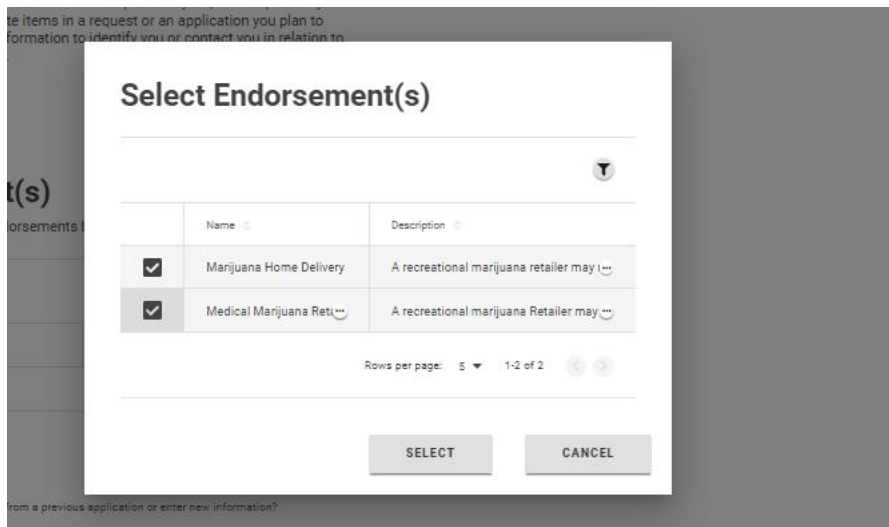 te items in a request or an application you plan to
formation to identify you or contact you in relation to
Select Endorsement(s)
t(s)
dorsements
Name
Description
Marijuana Home Delivery
A recreational marijuana retailer may
Medical Marijuana Reta...
A recreational marijuana Retailer may ...
Rows per page: 5
1-2 of 2
SELECT
CANCEL
from a previous application or enter new information?